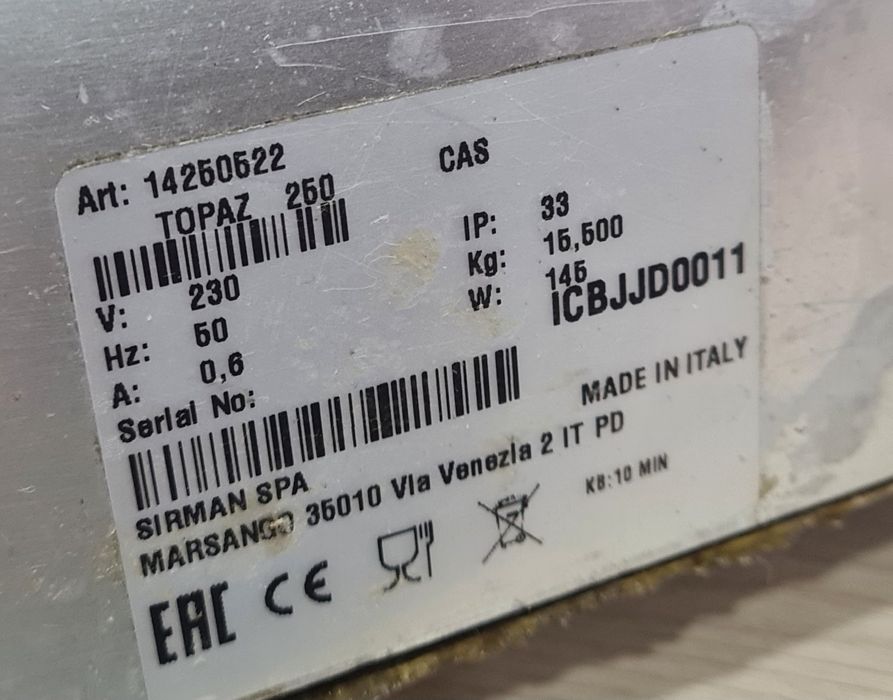 Art: 14250522 CAS
TOPAZ 250
V: 230
Hz: 50
A: 0,6
IP: 33
Kg: 15,500
W: 145
ICBJJD0011
Serial No:
MADE IN ITALY
SIRMAN SPA
MARSANGO 35010 Via Venezia 2 IT PD
KB:10 MIN
EAC CE